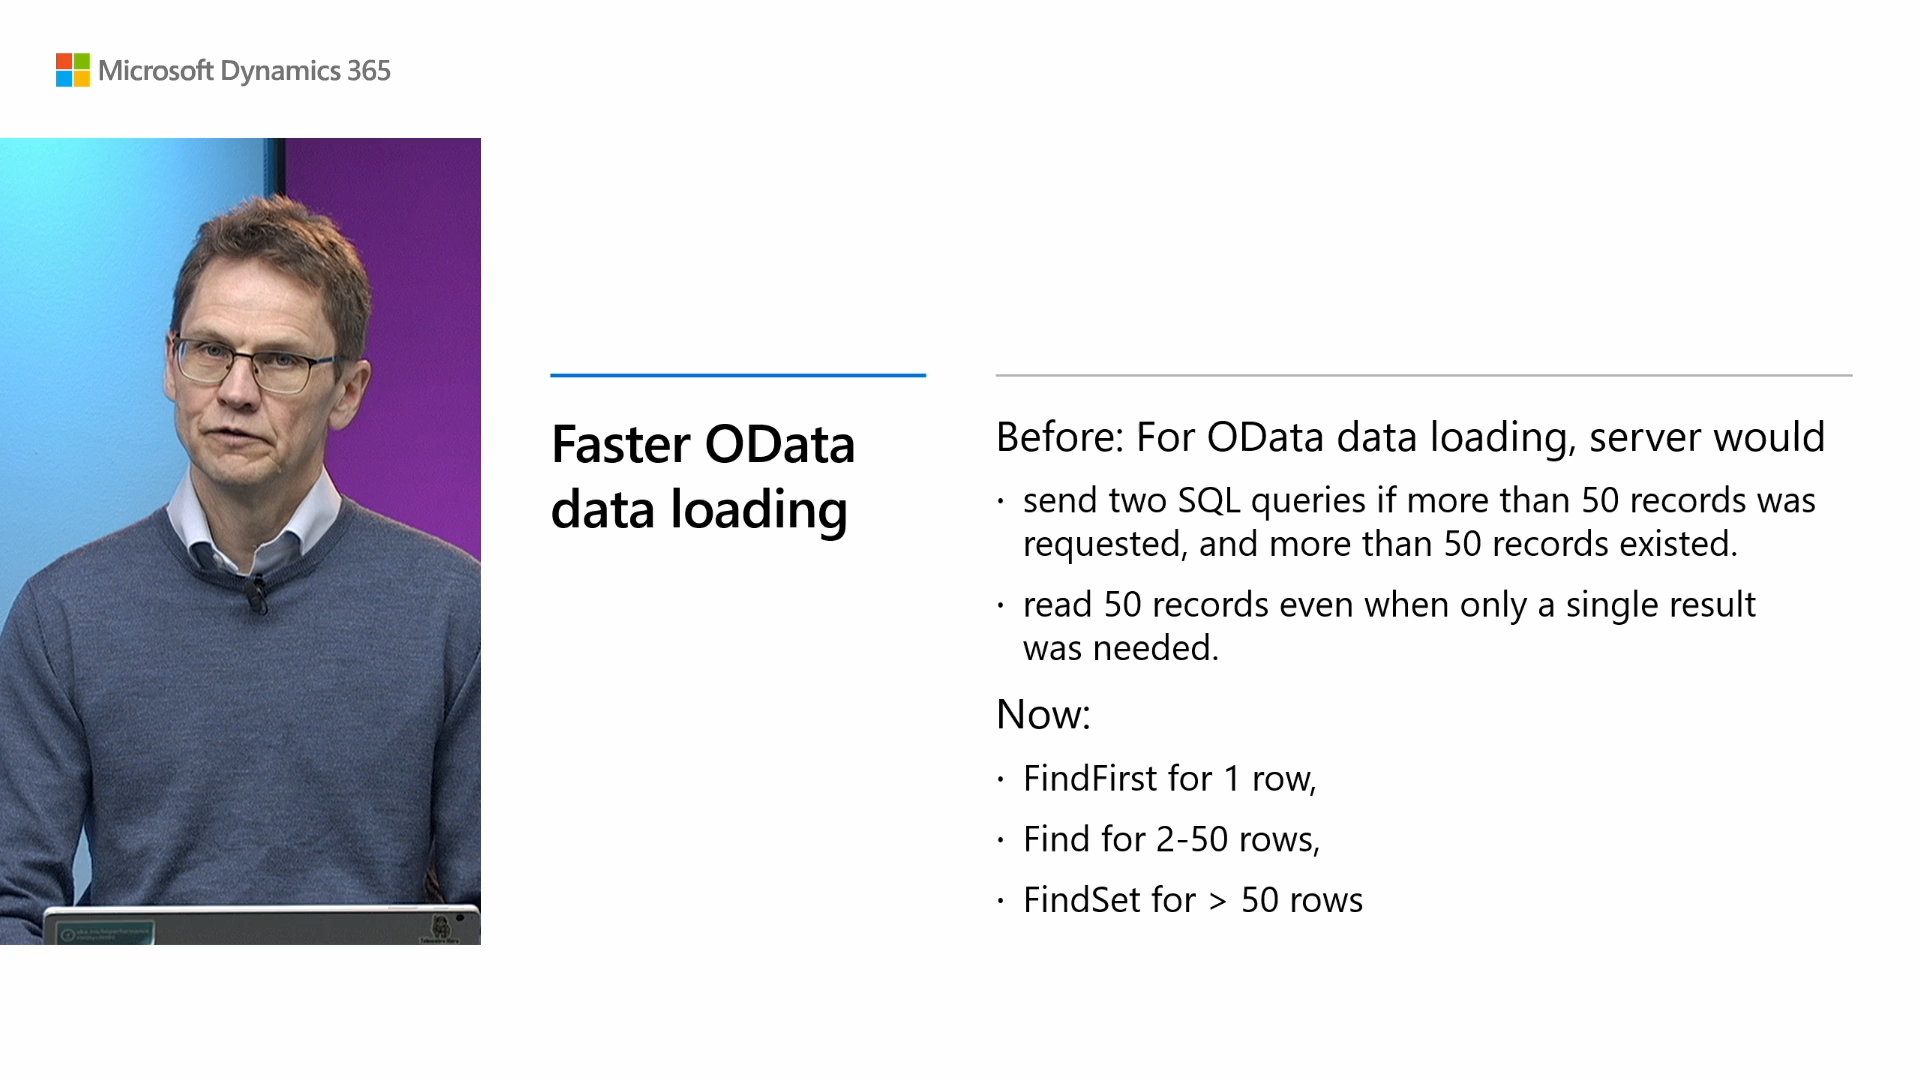 Microsoft Dynamics 365
Faster OData
data loading
Before: For OData data loading, server would
· send two SQL queries if more than 50 records was
requested, and more than 50 records existed.
· read 50 records even when only a single result
was needed.
Now:
· FindFirst for 1 row,
· Find for 2-50 rows,
· FindSet for > 50 rows